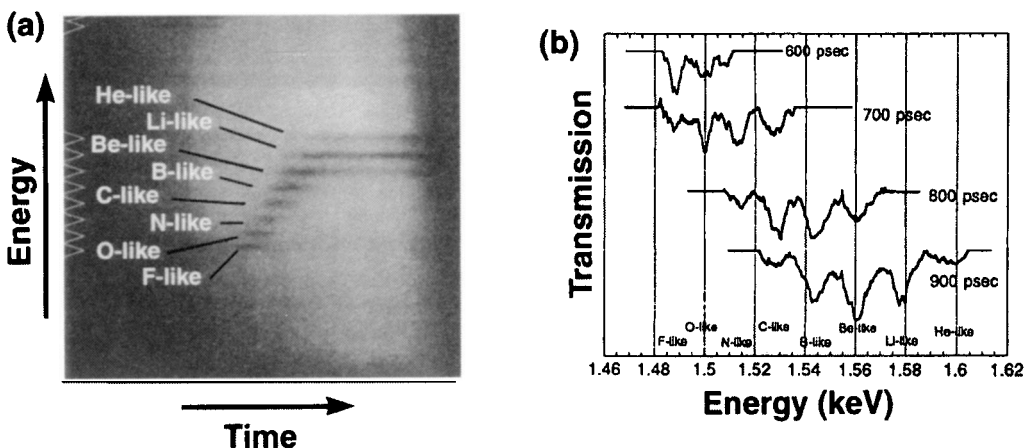 (a)
He-like
Li-like
Be-like
B-like
C-like
N-like
O-like
F-like
Energy
Time
(b)
Transmission
600 psec
700 psec
800 psec
900 psec
C-like
O-like
Be-like
He-like
F-like
N-like
B-like
Li-like
1.46 1.48 1.50 1.52 1.54 1.56 1.58 1.6 1.62
Energy (keV)